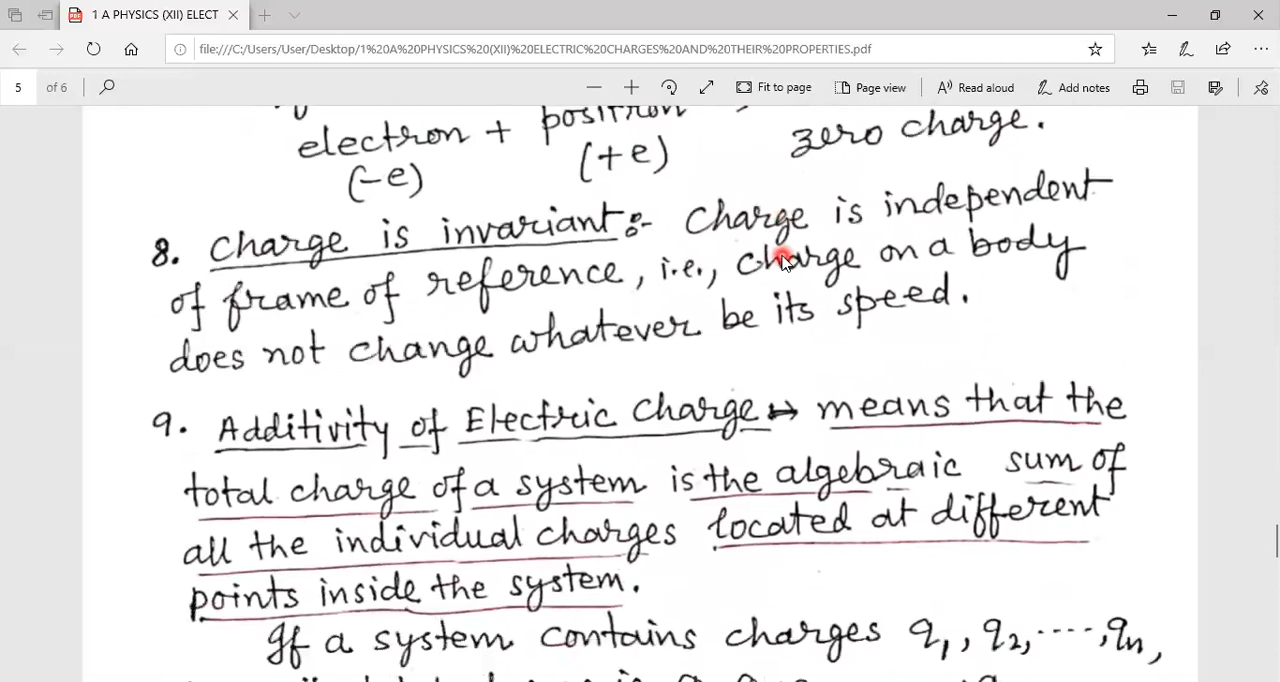 1 A PHYSICS (XII) ELECT
file:///C:/Users/User/Desktop/1%20A%20PHYSICS%20(XII)%20ELECTRIC%20CHARGES%20AND%20THEIR%20PROPERTIES.pdf
5 of 6 Fit to page Page view Read aloud Add notes
electron + positron
zero charge.
(-e) (+e)
8. Charge is invariant :- Charge is independent
of frame of reference, i.e., charge on a body
does not change whatever be its speed.
9. Additivity of Electric Charge ↦ means that the
total charge of a system is the algebraic sum of
all the individual charges located at different
points inside the system.
If a system contains charges q1, q2, ----, qn,